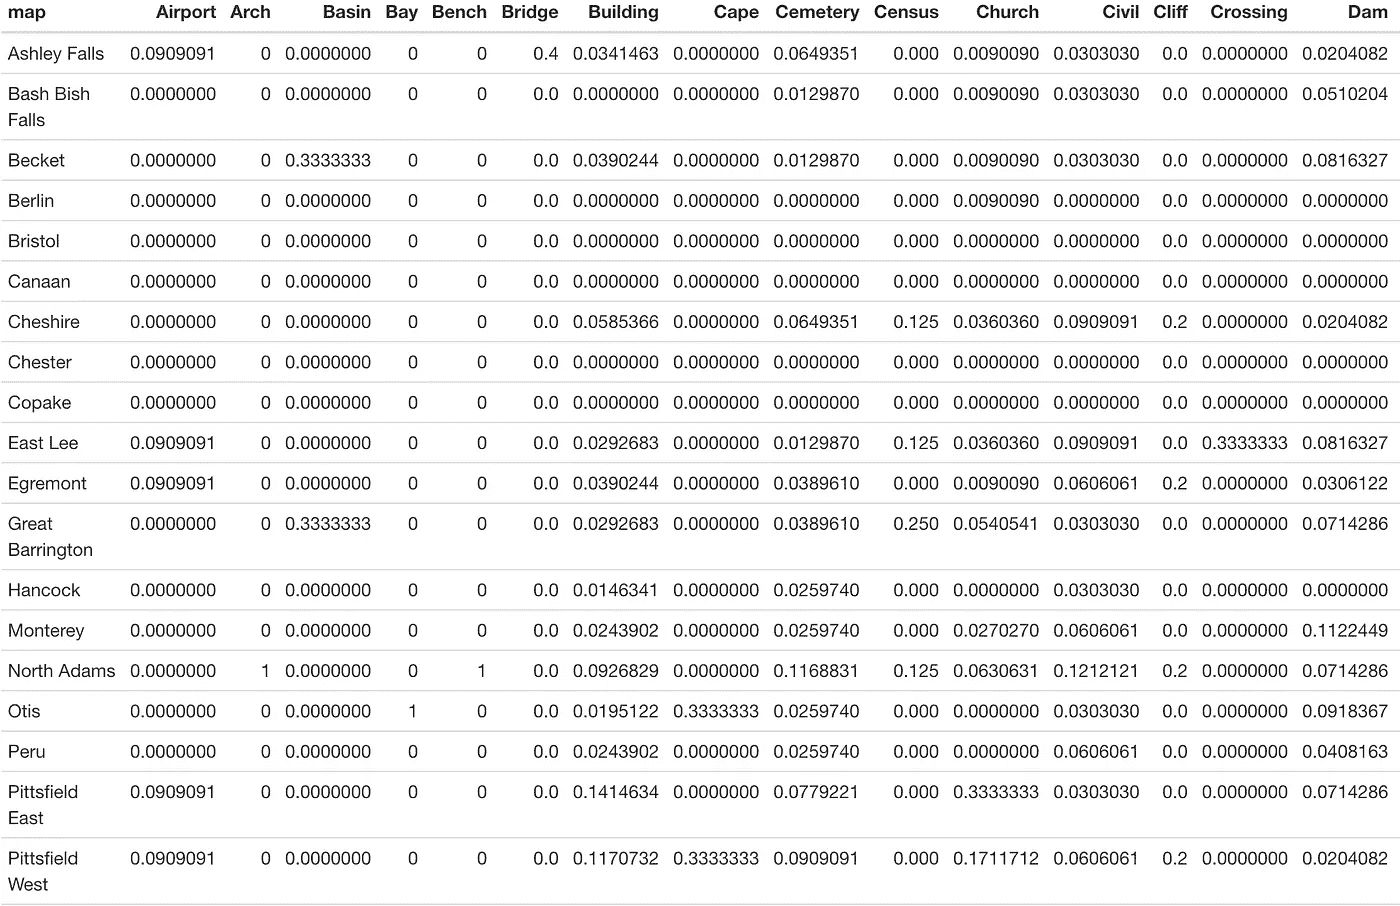 map Airport Arch Basin Bay Bench Bridge Building Cape Cemetery Census Church Civil Cliff Crossing Dam
Ashley Falls 0.0909091 0 0.0000000 0 0 0.4 0.0341463 0.0000000 0.0649351 0.000 0.0090090 0.0303030 0.0 0.0000000 0.0204082
Bash Bish 0.0000000 0 0.0000000 0 0 0.0 0.0000000 0.0000000 0.0129870 0.000 0.0090090 0.0303030 0.0 0.0000000 0.0510204
Falls
Becket 0.0000000 0 0.3333333 0 0 0.0 0.0390244 0.0000000 0.0129870 0.000 0.0090090 0.0303030 0.0 0.0000000 0.0816327
Berlin 0.0000000 0 0.0000000 0 0 0.0 0.0000000 0.0000000 0.0000000 0.000 0.0090090 0.0000000 0.0 0.0000000 0.0000000
Bristol 0.0000000 0 0.0000000 0 0 0.0 0.0000000 0.0000000 0.0000000 0.000 0.0000000 0.0000000 0.0 0.0000000 0.0000000
Canaan 0.0000000 0 0.0000000 0 0 0.0 0.0000000 0.0000000 0.0000000 0.000 0.0000000 0.0000000 0.0 0.0000000 0.0000000
Cheshire 0.0000000 0 0.0000000 0 0 0.0 0.0585366 0.0000000 0.0649351 0.125 0.0360360 0.0909091 0.2 0.0000000 0.0204082
Chester 0.0000000 0 0.0000000 0 0 0.0 0.0000000 0.0000000 0.0000000 0.000 0.0000000 0.0000000 0.0 0.0000000 0.0000000
Copake 0.0000000 0 0.0000000 0 0 0.0 0.0000000 0.0000000 0.0000000 0.000 0.0000000 0.0000000 0.0 0.0000000 0.0000000
East Lee 0.0909091 0 0.0000000 0 0 0.0 0.0292683 0.0000000 0.0129870 0.125 0.0360360 0.0909091 0.0 0.3333333 0.0816327
Egremont 0.0909091 0 0.0000000 0 0 0.0 0.0390244 0.0000000 0.0389610 0.000 0.0090090 0.0606061 0.2 0.0000000 0.0306122
Great 0.0000000 0 0.3333333 0 0 0.0 0.0292683 0.0000000 0.0389610 0.250 0.0540541 0.0303030 0.0 0.0000000 0.0714286
Barrington
Hancock 0.0000000 0 0.0000000 0 0 0.0 0.0146341 0.0000000 0.0259740 0.000 0.0000000 0.0303030 0.0 0.0000000 0.0000000
Monterey 0.0000000 0 0.0000000 0 0 0.0 0.0243902 0.0000000 0.0259740 0.000 0.0270270 0.0606061 0.0 0.0000000 0.1122449
North Adams 0.0000000 1 0.0000000 0 1 0.0 0.0926829 0.0000000 0.1168831 0.125 0.0630631 0.1212121 0.2 0.0000000 0.0714286
Otis 0.0000000 0 0.0000000 1 0 0.0 0.0195122 0.3333333 0.0259740 0.000 0.0000000 0.0303030 0.0 0.0000000 0.0918367
Peru 0.0000000 0 0.0000000 0 0 0.0 0.0243902 0.0000000 0.0259740 0.000 0.0000000 0.0606061 0.0 0.0000000 0.0408163
Pittsfield 0.0909091 0 0.0000000 0 0 0.0 0.1414634 0.0000000 0.0779221 0.000 0.3333333 0.0303030 0.0 0.0000000 0.0714286
East
Pittsfield 0.0909091 0 0.0000000 0 0 0.0 0.1170732 0.3333333 0.0909091 0.000 0.1711712 0.0606061 0.2 0.0000000 0.0204082
West